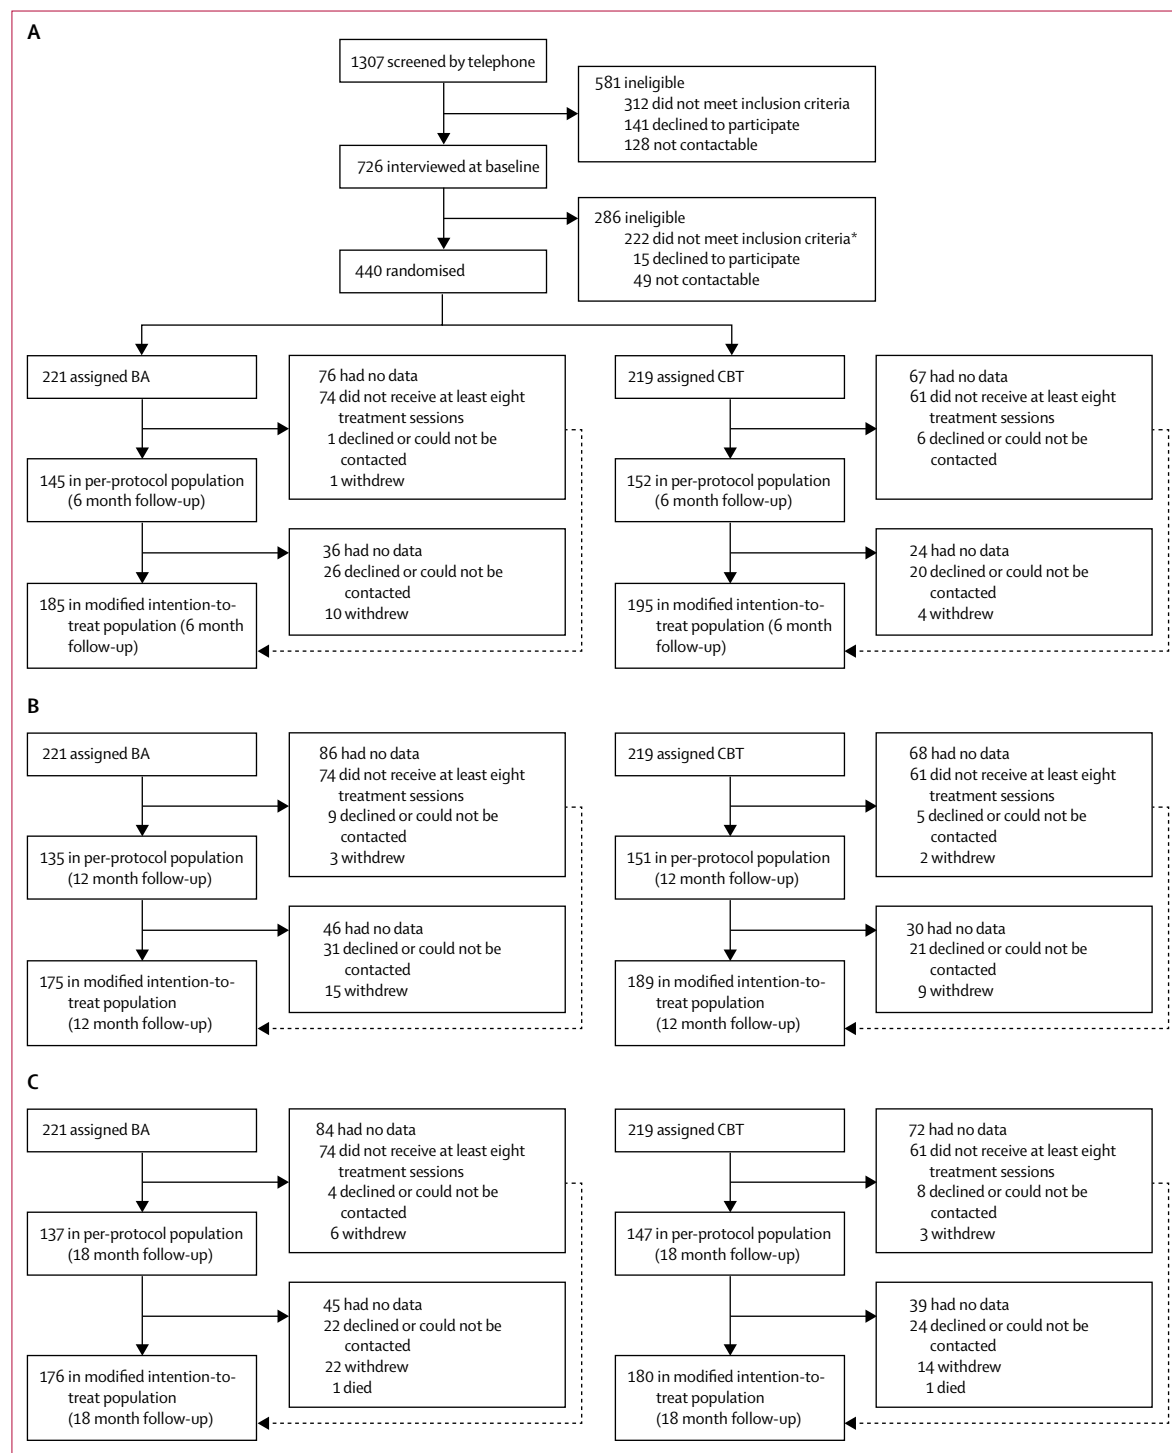 A
1307 screened by telephone
581 ineligible
312 did not meet inclusion criteria
141 declined to participate
128 not contactable
726 interviewed at baseline
286 ineligible
222 did not meet inclusion criteria*
15 declined to participate
49 not contactable
440 randomised
221 assigned BA
76 had no data
74 did not receive at least eight
treatment sessions
1 declined or could not be
contacted
1 withdrew
145 in per-protocol population
(6 month follow-up)
36 had no data
26 declined or could not be
contacted
10 withdrew
185 in modified intention-to-
treat population (6 month
follow-up)
219 assigned CBT
67 had no data
61 did not receive at least eight
treatment sessions
6 declined or could not be
contacted
152 in per-protocol population
(6 month follow-up)
24 had no data
20 declined or could not be
contacted
4 withdrew
195 in modified intention-to-
treat population (6 month
follow-up)
B
221 assigned BA
86 had no data
74 did not receive at least eight
treatment sessions
9 declined or could not be
contacted
3 withdrew
135 in per-protocol population
(12 month follow-up)
46 had no data
31 declined or could not be
contacted
15 withdrew
175 in modified intention-to-
treat population
(12 month follow-up)
219 assigned CBT
68 had no data
61 did not receive at least eight
treatment sessions
5 declined or could not be
contacted
2 withdrew
151 in per-protocol population
(12 month follow-up)
30 had no data
21 declined or could not be
contacted
9 withdrew
189 in modified intention-to-
treat population
(12 month follow-up)
C
221 assigned BA
84 had no data
74 did not receive at least eight
treatment sessions
4 declined or could not be
contacted
6 withdrew
137 in per-protocol population
(18 month follow-up)
45 had no data
22 declined or could not be
contacted
22 withdrew
1 died
176 in modified intention-to-
treat population
(18 month follow-up)
219 assigned CBT
72 had no data
61 did not receive at least eight
treatment sessions
8 declined or could not be
contacted
3 withdrew
147 in per-protocol population
(18 month follow-up)
39 had no data
24 declined or could not be
contacted
14 withdrew
1 died
180 in modified intention-to-
treat population
(18 month follow-up)